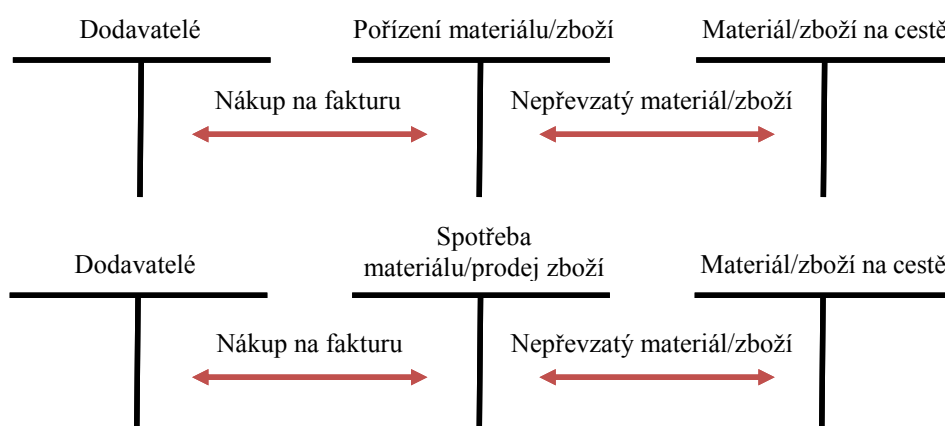 Dodavatelé
Pořízení materiálu/zboží
Materiál/zboží na cestě
Nákup na fakturu
Nepřevzatý materiál/zboží
Dodavatelé
Spotřeba
materiálu/prodej zboží
Materiál/zboží na cestě
Nákup na fakturu
Nepřevzatý materiál/zboží